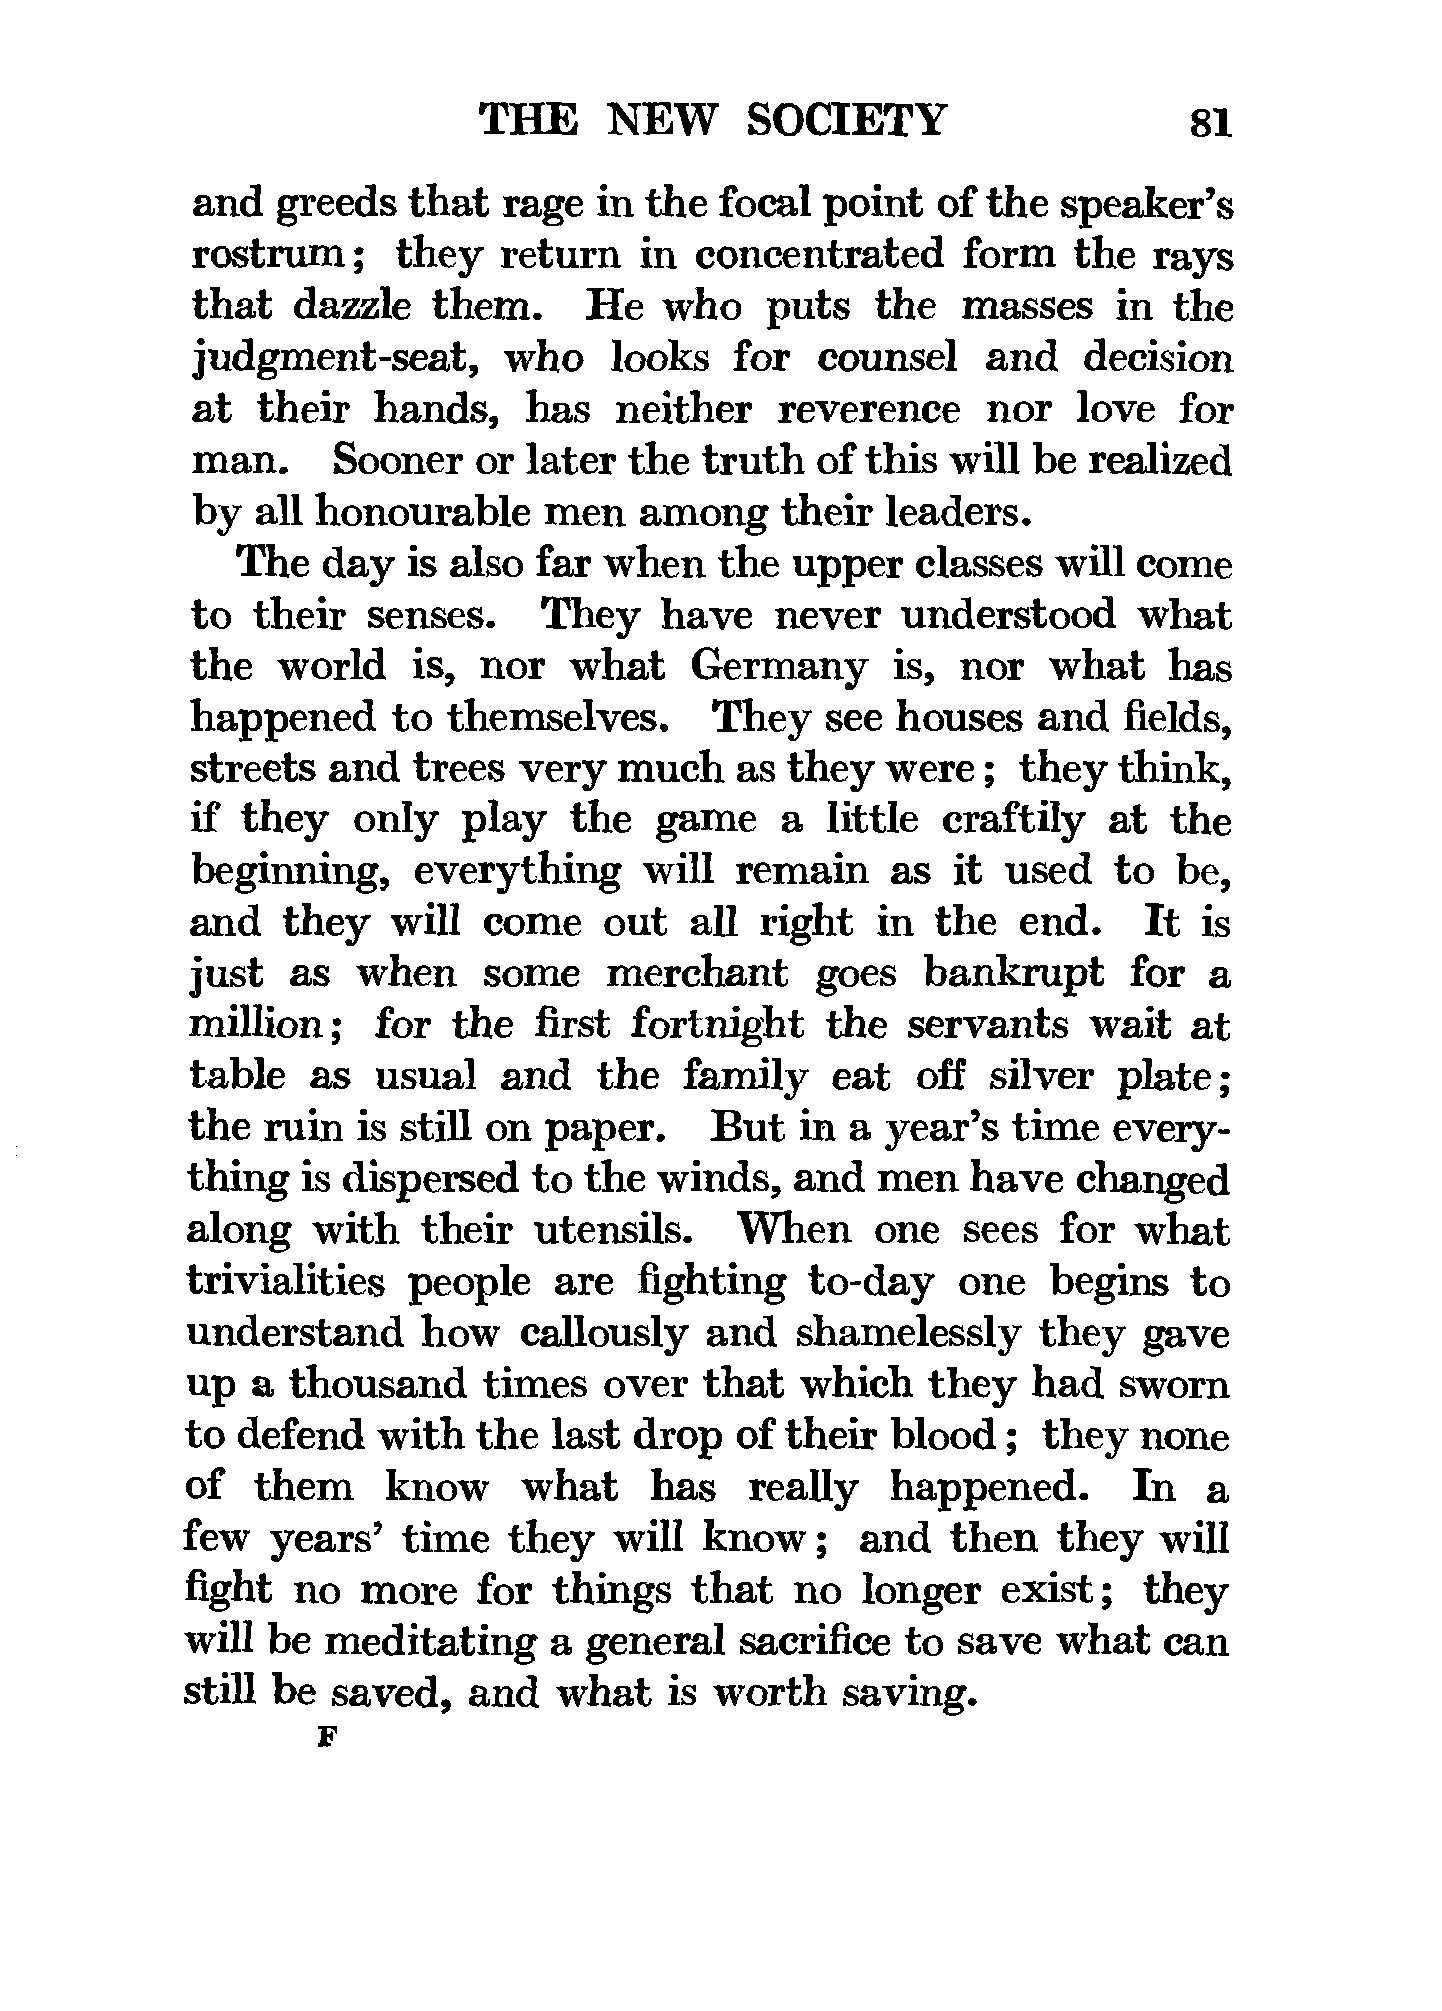 THE NEW SOCIETY 81
and greeds that rage in the focal point of the speaker's
rostrum; they return in concentrated form the rays
that dazzle them. He who puts the masses in the
judgment-seat, who looks for counsel and decision
at their hands, has neither reverence nor love for
man. Sooner or later the truth of this will be realized
by all honourable men among their leaders.
The day is also far when the upper classes will come
to their senses. They have never understood what
the world is, nor what Germany is, nor what has
happened to themselves. They see houses and fields,
streets and trees very much as they were; they think,
if they only play the game a little craftily at the
beginning, everything will remain as it used to be,
and they will come out all right in the end. It is
just as when some merchant goes bankrupt for a
million; for the first fortnight the servants wait at
table as usual and the family eat off silver plate;
the ruin is still on paper. But in a year's time every-
thing is dispersed to the winds, and men have changed
along with their utensils. When one sees for what
trivialities people are fighting to-day one begins to
understand how callously and shamelessly they gave
up a thousand times over that which they had sworn
to defend with the last drop of their blood; they none
of them know what has really happened. In a
few years' time they will know; and then they will
fight no more for things that no longer exist; they
will be meditating a general sacrifice to save what can
still be saved, and what is worth saving.
F